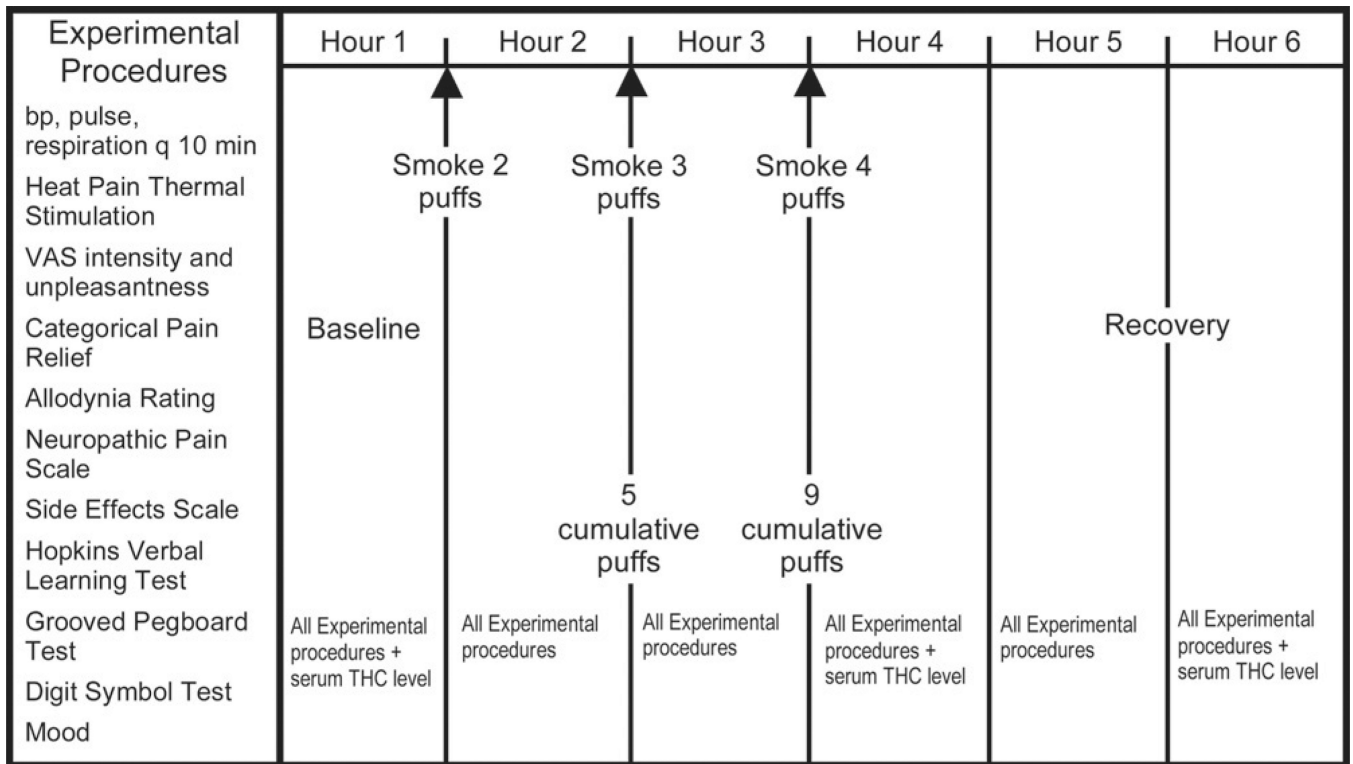 Experimental
Procedures
Hour 1
Hour 2
Hour 3
Hour 4
Hour 5
Hour 6
bp, pulse,
respiration q 10 min
Heat Pain Thermal
Stimulation
VAS intensity and
unpleasantness
Categorical Pain
Relief
Allodynia Rating
Neuropathic Pain
Scale
Side Effects Scale
Hopkins Verbal
Learning Test
Grooved Pegboard
Test
Digit Symbol Test
Mood
Smoke 2
puffs
Smoke 3
puffs
Smoke 4
puffs
Baseline
Recovery
5
cumulative
puffs
9
cumulative
puffs
All Experimental
procedures +
serum THC level
All Experimental
procedures
All Experimental
procedures
All Experimental
procedures +
serum THC level
All Experimental
procedures
All Experimental
procedures +
serum THC level